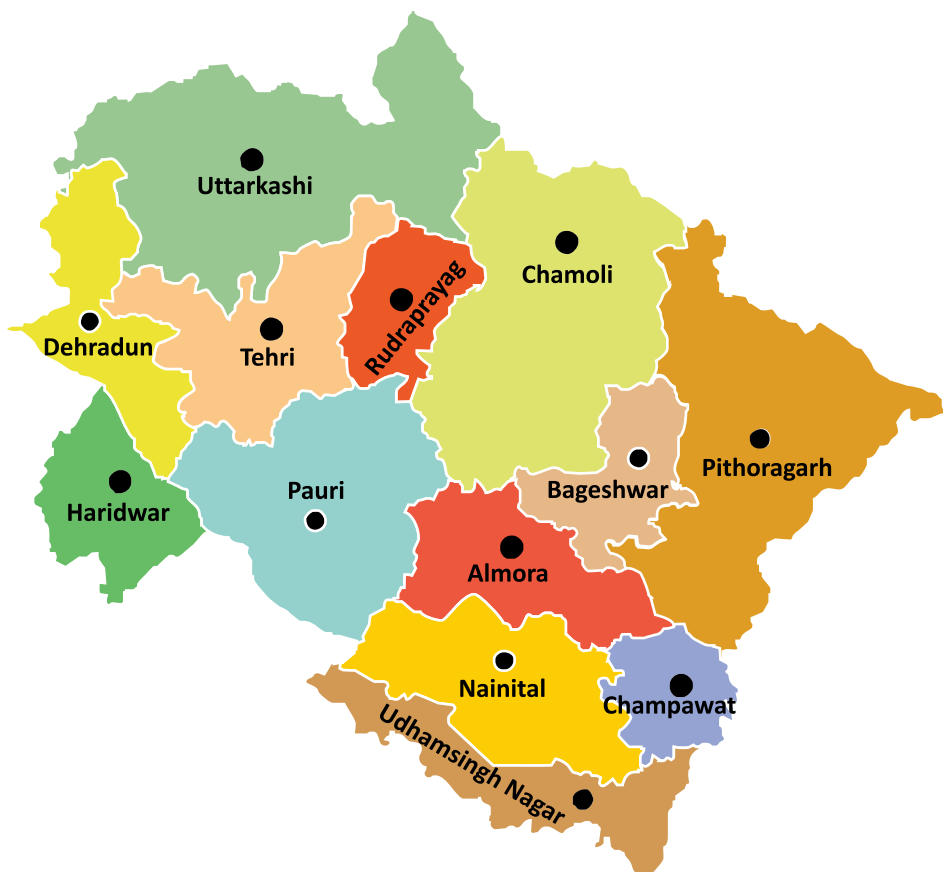 Uttarkashi
Chamoli
Rudraprayag
Dehradun
Tehri
Pithoragarh
Bageshwar
Pauri
Haridwar
Almora
Nainital
Champawat
Udhamsingh Nagar